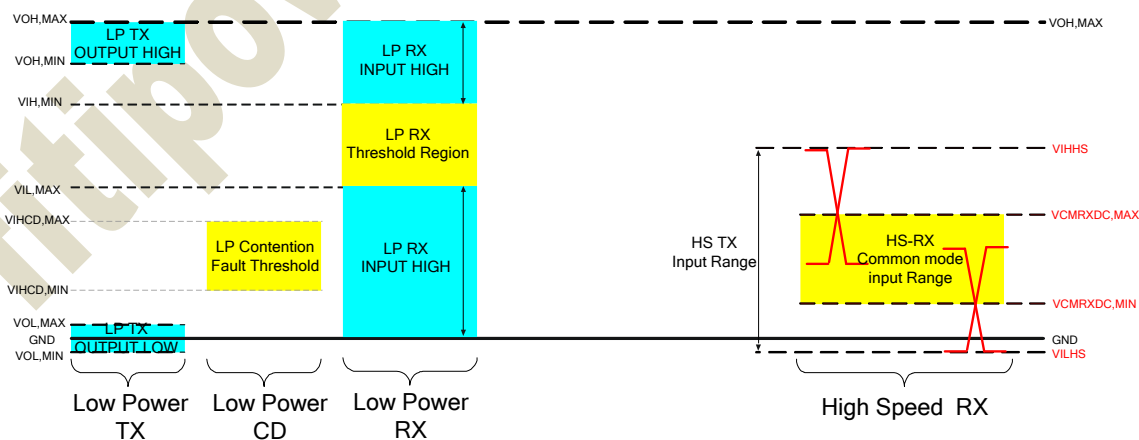 VOH,MAX
LP TX
OUTPUT HIGH
VOH,MIN
VIH,MIN
VIL,MAX
VIHCD,MAX
VIHCD,MIN
VOL,MAX
GND
VOL,MIN
LP TX
OUTPUT LOW
LP Contention
Fault Threshold
LP RX
INPUT HIGH
LP RX
Threshold Region
LP RX
INPUT HIGH
HS TX
Input Range
HS-RX
Common mode
input Range
VOH,MAX
VIHHS
VCMRXDC,MAX
VCMRXDC,MIN
GND
VILHS
Low Power
TX
Low Power
CD
Low Power
RX
High Speed RX